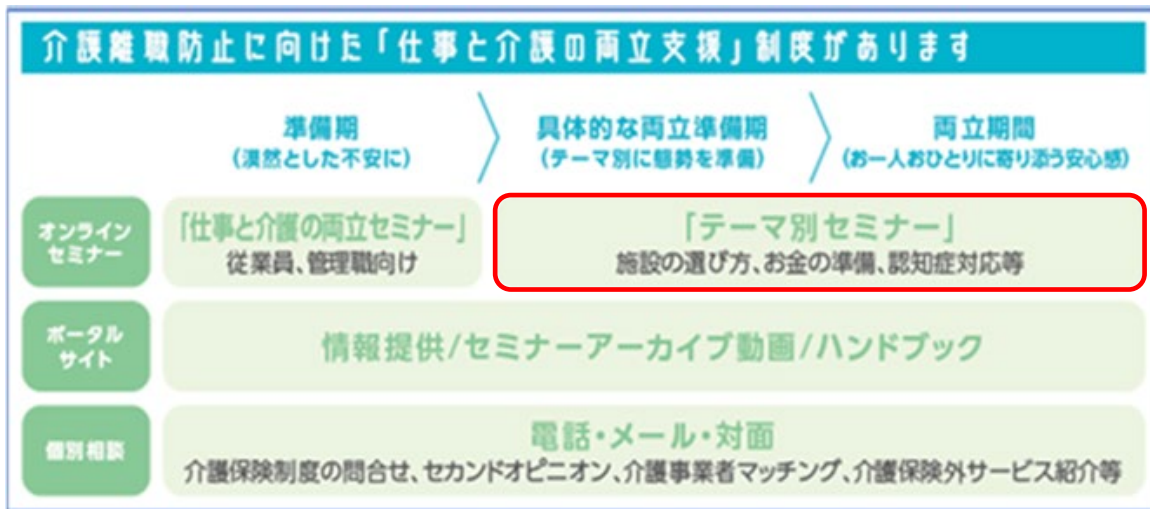 介護離職防止に向けた「仕事と介護の両立支援」制度があります
準備期
(漠然とした不安に)
具体的な両立準備期
(テーマ別に態勢を準備)
両立期間
(お一人おひとりに寄り添う安心感)
オンライン
セミナー
「仕事と介護の両立セミナー」
従業員、管理職向け
「テーマ別セミナー」
施設の選び方、お金の準備、認知症対応等
ポータル
サイト
情報提供/セミナーアーカイブ動画/ハンドブック
個別相談
電話・メール・対面
介護保険制度の問合せ、セカンドオピニオン、介護事業者マッチング、介護保険外サービス紹介等